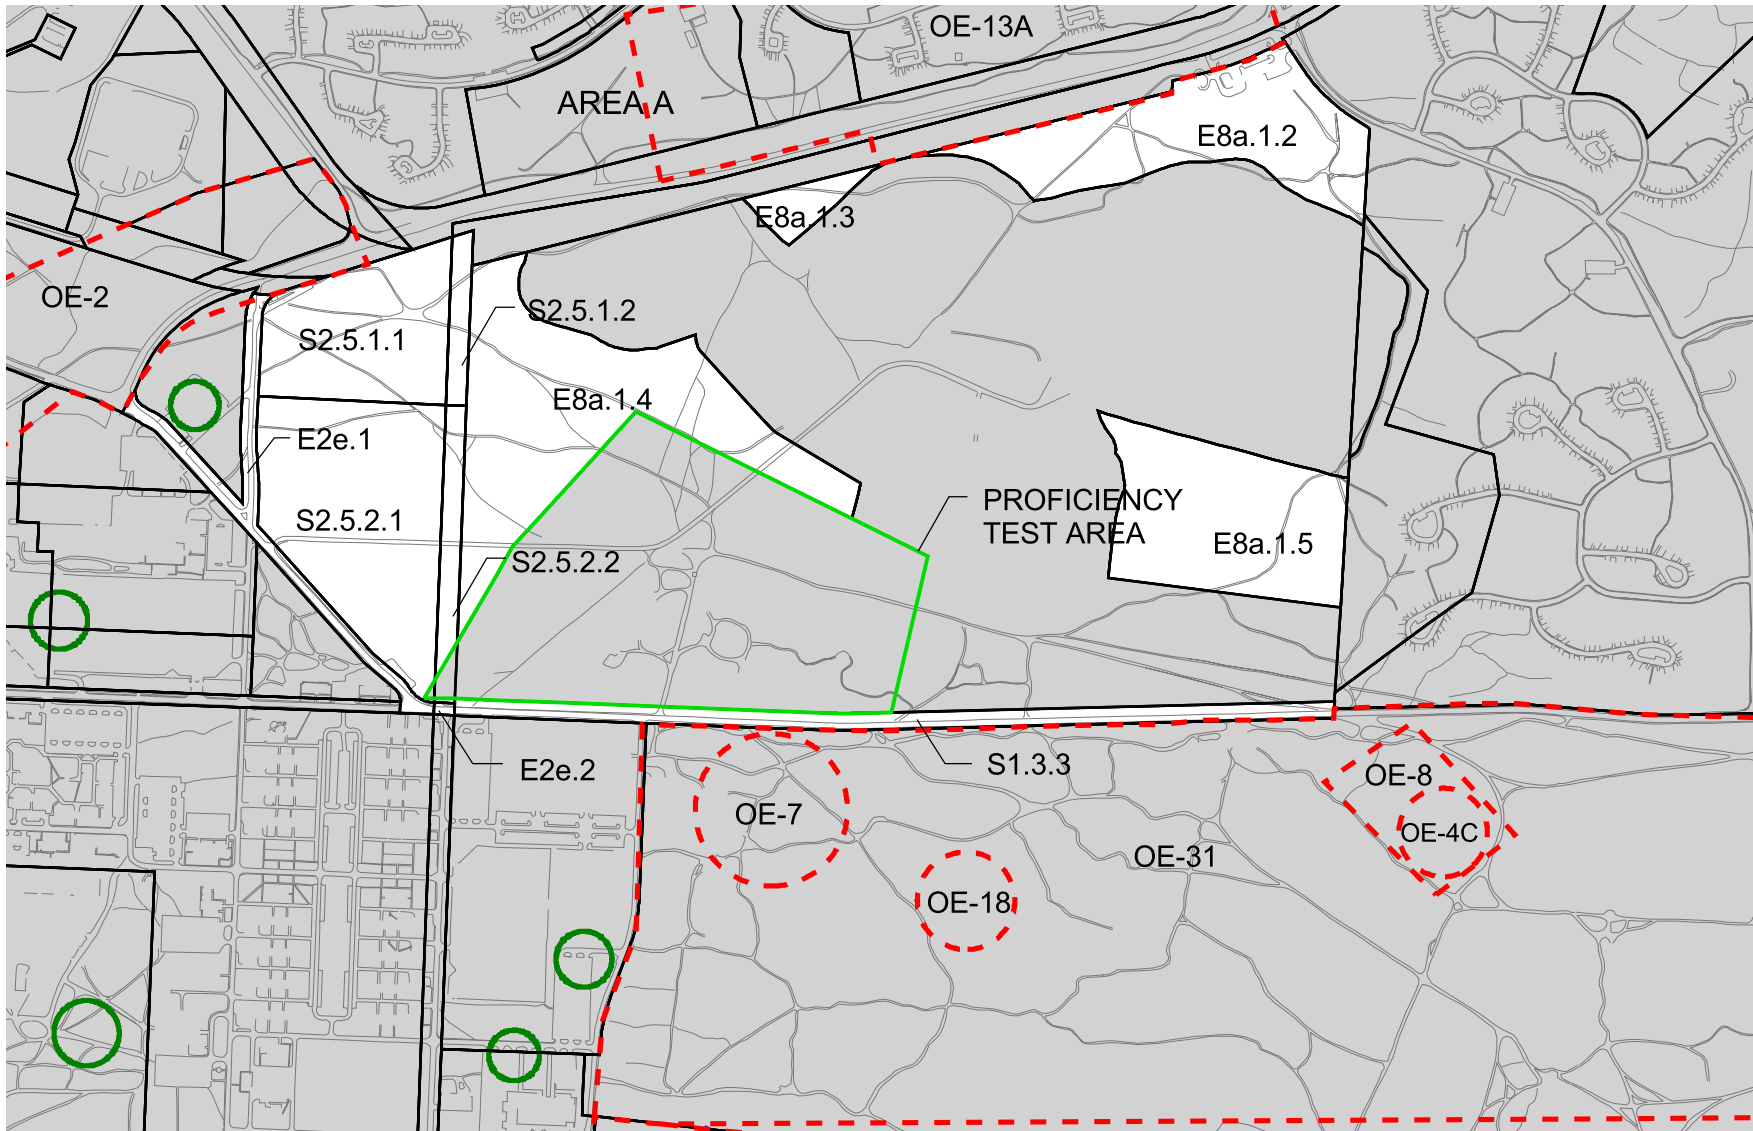 OE-13A
AREA A
E8a.1.2
E8a.1.3
OE-2
S2.5.1.2
S2.5.1.1
E8a.1.4
E2e.1
PROFICIENCY
TEST AREA
S2.5.2.1
E8a.1.5
S2.5.2.2
E2e.2
S1.3.3
OE-8
OE-7
OE-4C
OE-31
OE-18